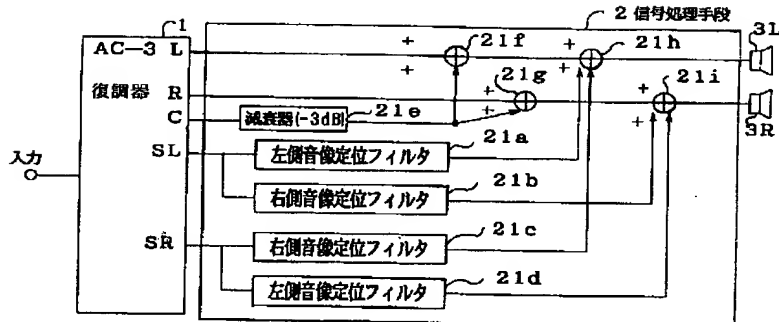 1
2 信号処理手段
3L
AC-3 L
+
+
21f
+
+
21h
復調器 R
21g
+
+
21i
+
+
3R
C
減衰器(-3dB)
21e
SL
左側音像定位フィルタ
21a
入力
右側音像定位フィルタ
21b
SR
右側音像定位フィルタ
21c
左側音像定位フィルタ
21d